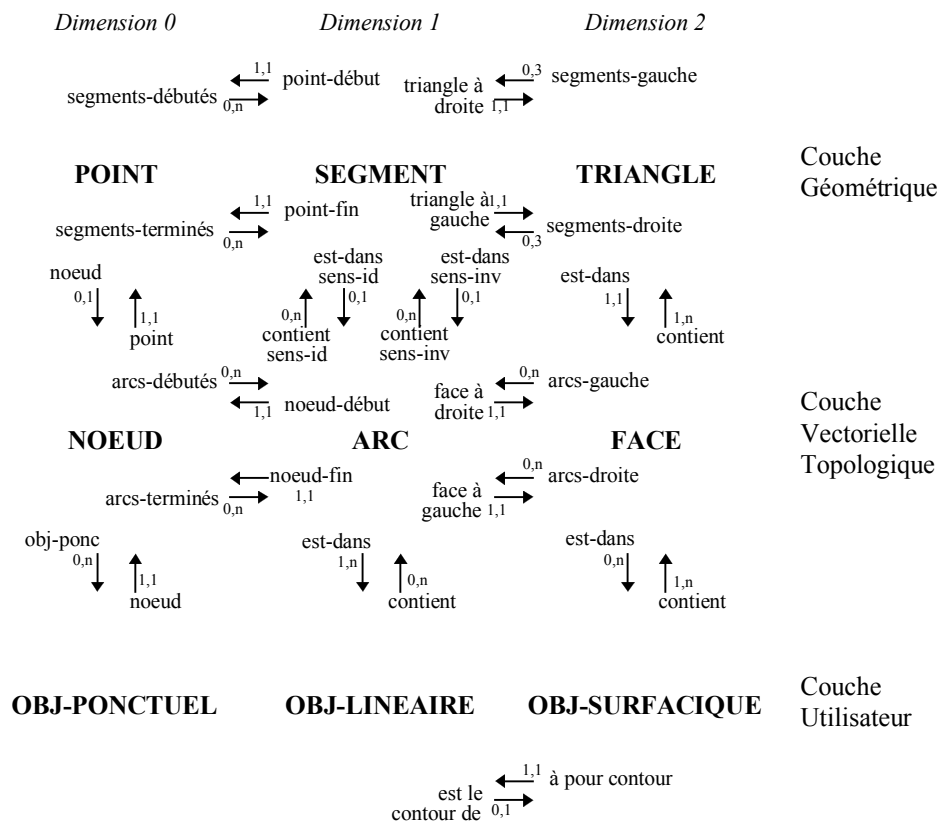 Dimension 0 Dimension 1 Dimension 2
1,1 point-début triangle à 0,3 segments-gauche
segments-débutés 0,n droite 1,1
POINT SEGMENT TRIANGLE Couche
Géométrique
1,1 point-fin triangle à 1,1
segments-terminés 0,n gauche 0,3 segments-droite
noeud est-dans est-dans est-dans
sens-id sens-inv
0,1 0,1 0,1 1,1
1,1 0,n 0,n 1,n
point contient contient contient
sens-id sens-inv
arcs-débutés 0,n face à 0,n arcs-gauche
1,1 noeud-début droite 1,1
Couche
Vectorielle
Topologique
NOEUD ARC FACE
noeud-fin 0,n arcs-droite
arcs-terminés 0,n 1,1 face à
gauche 1,1
obj-ponc est-dans est-dans
0,n 1,n 0,n
1,1 0,n 1,n
noeud contient contient
OBJ-PONCTUEL OBJ-LINEAIRE OBJ-SURFACIQUE Couche
Utilisateur
1,1 à pour contour
est le
contour de 0,1